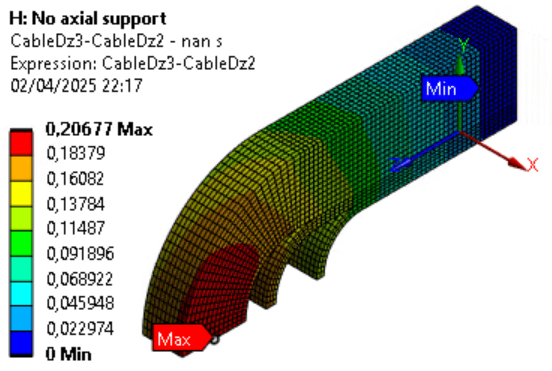 H: No axial support
CableDz3-CableDz2 - nan s
Expression: CableDz3-CableDz2
02/04/2025 22:17
0,20677 Max
0,18379
0,16082
0,13784
0,11487
0,091896
0,068922
0,045948
0,022974
0 Min
Y
Min
Z
X
Max